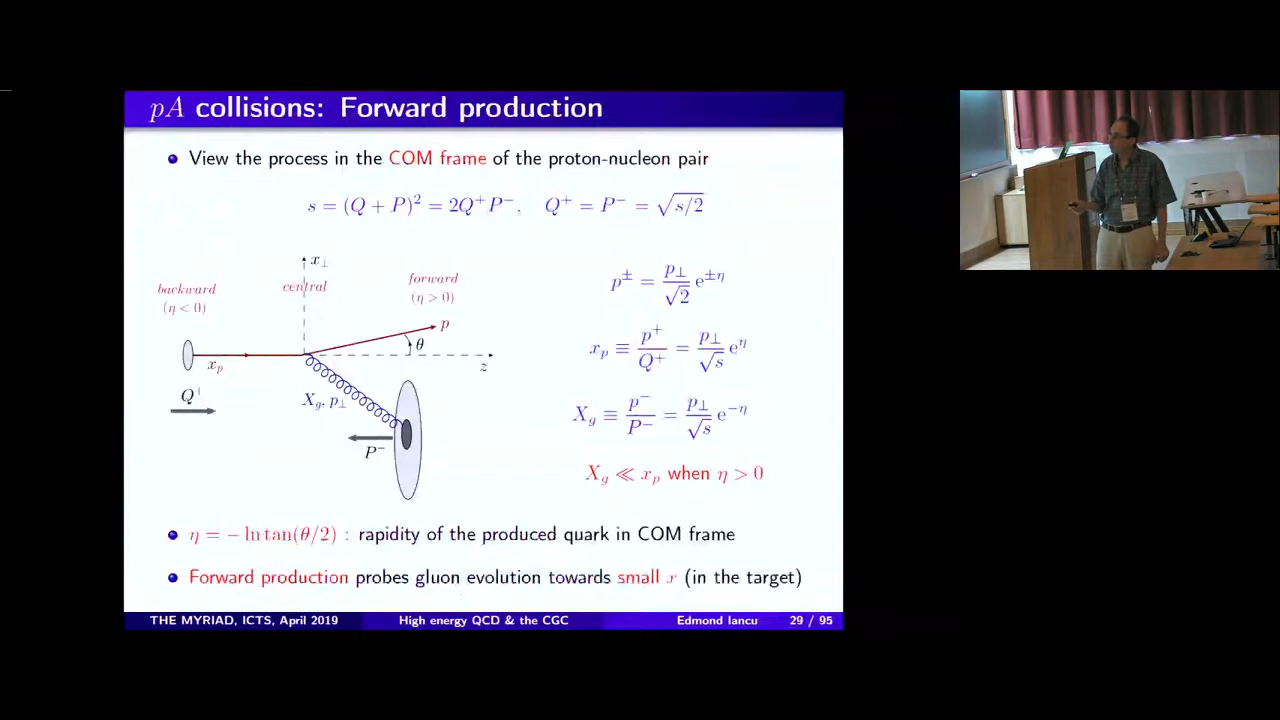 pA collisions: Forward production
View the process in the COM frame of the proton-nucleon pair
s = (Q + P)² = 2Q⁺P⁻, Q⁺ = P⁻ = √s/2
x⊥
backward
(η < 0)
central
forward
(η > 0)
p
θ
z
x_p
Q⁺
X_g, p⊥
P⁻
p^± = p⊥/√2 e^±η
x_p ≡ p⁺/Q⁺ = p⊥/√s e^η
X_g ≡ p⁻/P⁻ = p⊥/√s e^−η
X_g ≪ x_p when η > 0
η = − ln tan(θ/2) : rapidity of the produced quark in COM frame
Forward production probes gluon evolution towards small x (in the target)
THE MYRIAD, ICTS, April 2019 High energy QCD & the CGC Edmond Iancu 29 / 95